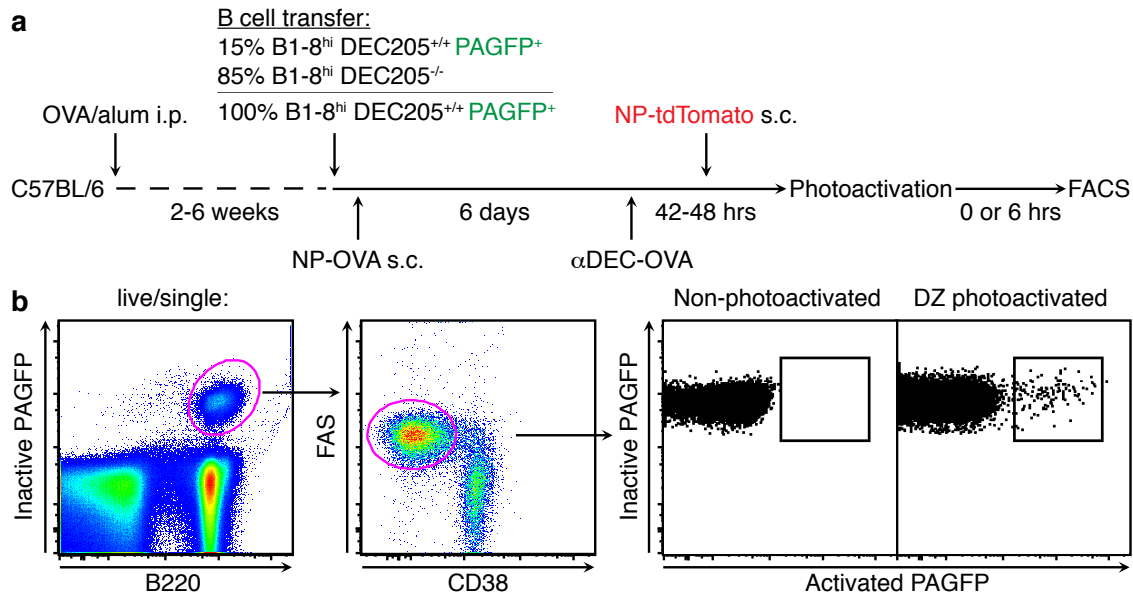 a
B cell transfer:
15% B1-8hi DEC205+/+ PAGFP+
85% B1-8hi DEC205-/-
100% B1-8hi DEC205+/+ PAGFP+
OVA/alum i.p.
NP-tdTomato s.c.
C57BL/6
Photoactivation
FACS
2-6 weeks
6 days
42-48 hrs
0 or 6 hrs
NP-OVA s.c.
αDEC-OVA
b
live/single:
Non-photoactivated
DZ photoactivated
Inactive PAGFP
FAS
Inactive PAGFP
B220
CD38
Activated PAGFP